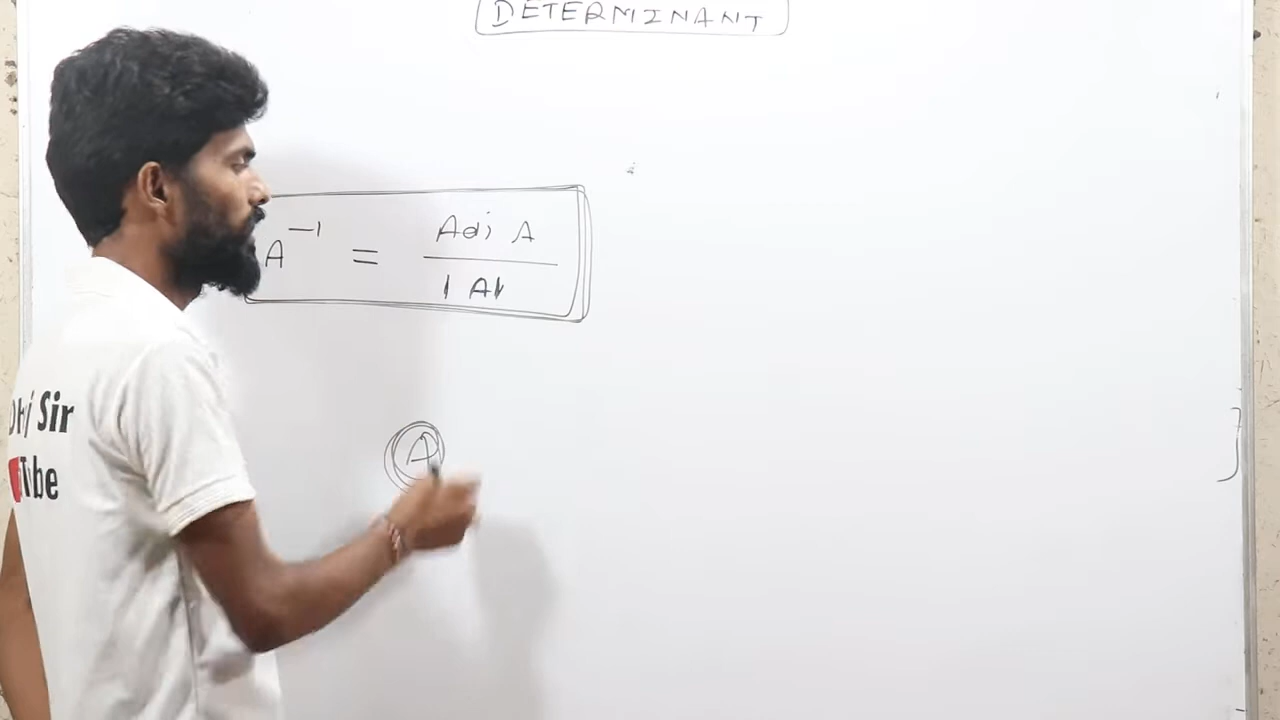 DETERMINANT
A⁻¹ = Adj A / |A|
A
Sir
Tube